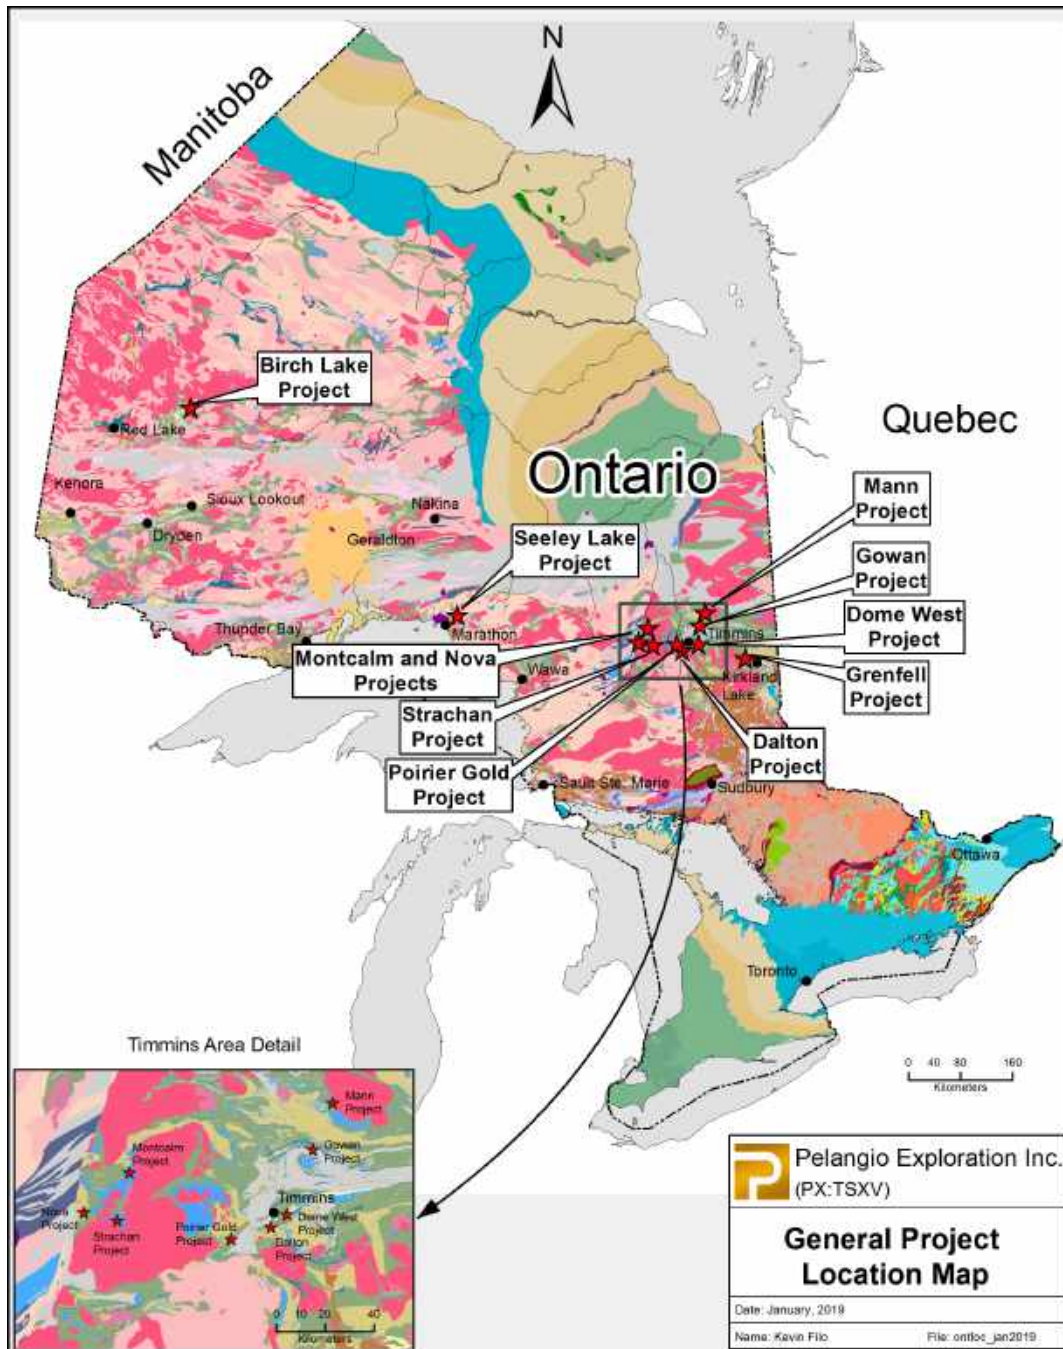 N
Manitoba
Birch Lake
Project
Red Lake
Quebec
Ontario
Kenora
Sioux Lookout
Dryden
Nakina
Geraldton
Mann
Project
Seeley Lake
Project
Gowan
Project
Thunder Bay
Marathon
Timmins
Dome West
Project
Montcalm and Nova
Projects
Wawa
Kirkland
Lake
Grenfell
Project
Strachan
Project
Dalton
Project
Poirier Gold
Project
Sault Ste. Marie
Sudbury
Ottawa
Toronto
0 40 80 160
Kilometers
Timmins Area Detail
Mann
Project
Gowan
Project
Montcalm
Project
Nova
Project
Strachan
Project
Timmins
Dome West
Project
Poirier Gold
Project
Dalton
Project
0 10 20 40
Kilometers
Pelangio Exploration Inc.
(PX:TSXV)
General Project
Location Map
Date: January, 2019
Name: Kevin Filo File: ontloc_jan2019